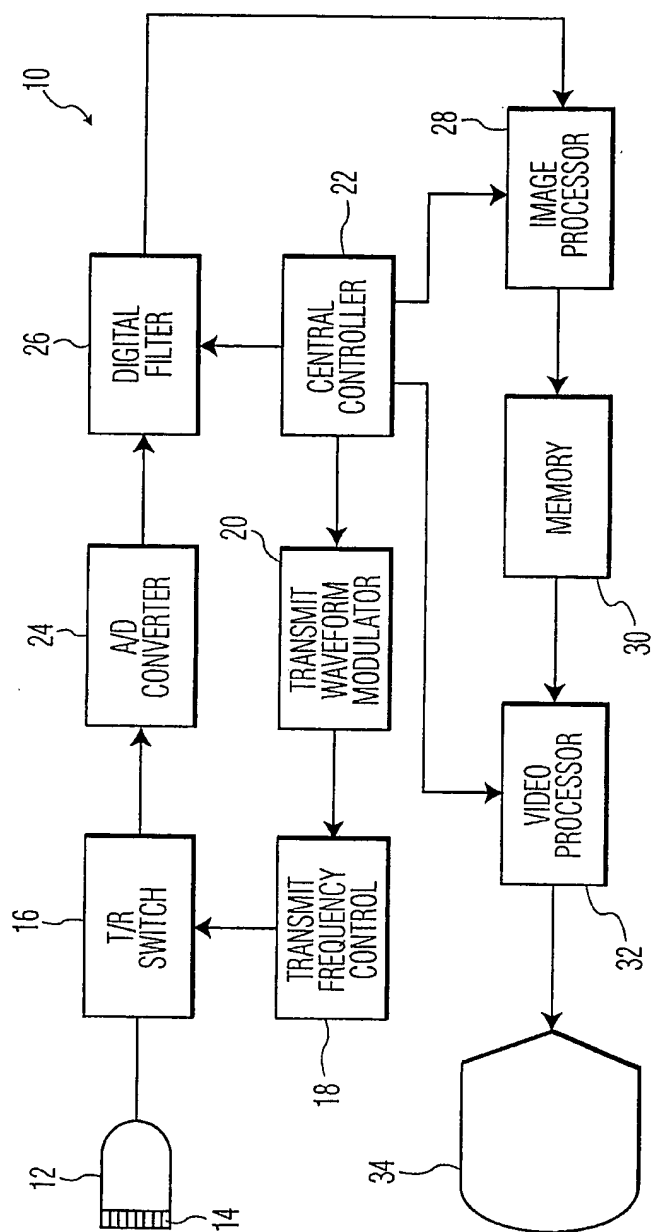 10
12
14
16
T/R
SWITCH
24
A/D
CONVERTER
26
DIGITAL
FILTER
18
TRANSMIT
FREQUENCY
CONTROL
20
TRANSMIT
WAVEFORM
MODULATOR
22
CENTRAL
CONTROLLER
34
32
VIDEO
PROCESSOR
30
MEMORY
28
IMAGE
PROCESSOR